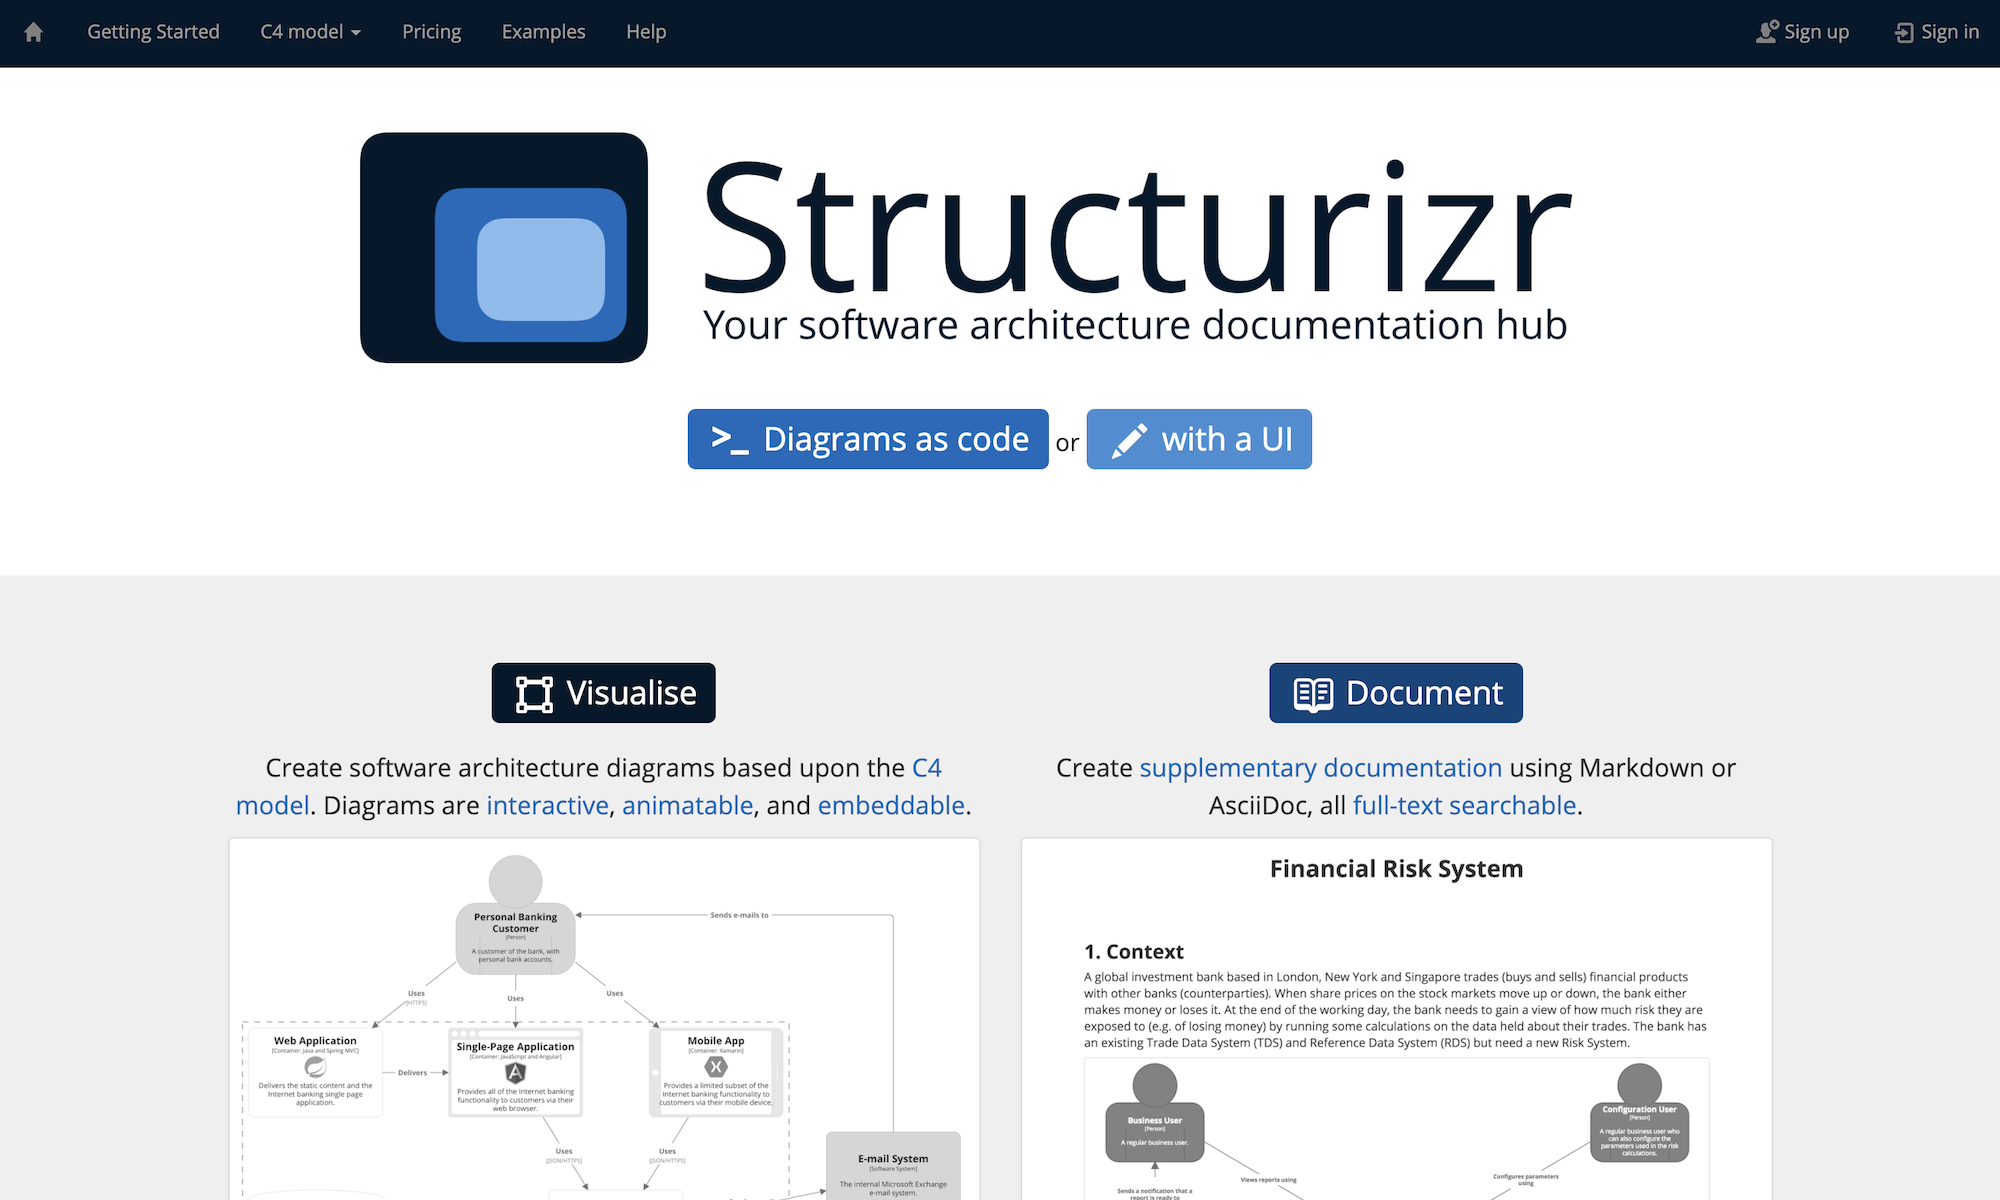 Getting Started
C4 model
Pricing
Examples
Help
Sign up
Sign in
Structurizr
Your software architecture documentation hub
>_ Diagrams as code
or
with a UI
Visualise
Create software architecture diagrams based upon the C4
model. Diagrams are interactive, animatable, and embeddable.
Personal Banking
Customer
[Person]
A customer of the bank, with
personal bank accounts.
Sends e-mails to
Uses
[HTTPS]
Uses
Uses
Web Application
[Container: Java and Spring MVC]
Delivers the static content and the
Internet banking single page
application.
Delivers
Single-Page Application
[Container: JavaScript and Angular]
Provides all of the Internet banking
functionality to customers via their
web browser.
Mobile App
[Container: Xamarin]
Provides a limited subset of the
Internet banking functionality to
customers via their mobile device.
Uses
[JSON/HTTPS]
Uses
[JSON/HTTPS]
E-mail System
[Software System]
The internal Microsoft Exchange
e-mail system.
Document
Create supplementary documentation using Markdown or
AsciiDoc, all full-text searchable.
Financial Risk System
1. Context
A global investment bank based in London, New York and Singapore trades (buys and sells) financial products
with other banks (counterparties). When share prices on the stock markets move up or down, the bank either
makes money or loses it. At the end of the working day, the bank needs to gain a view of how much risk they are
exposed to (e.g. of losing money) by running some calculations on the data held about their trades. The bank has
an existing Trade Data System (TDS) and Reference Data System (RDS) but need a new Risk System.
Business User
[Person]
A regular business user.
Configuration User
[Person]
A regular business user who
can also configure the
parameters used in the risk
calculations.
Views reports using
Configures parameters
using
Sends a notification that a
report is ready to